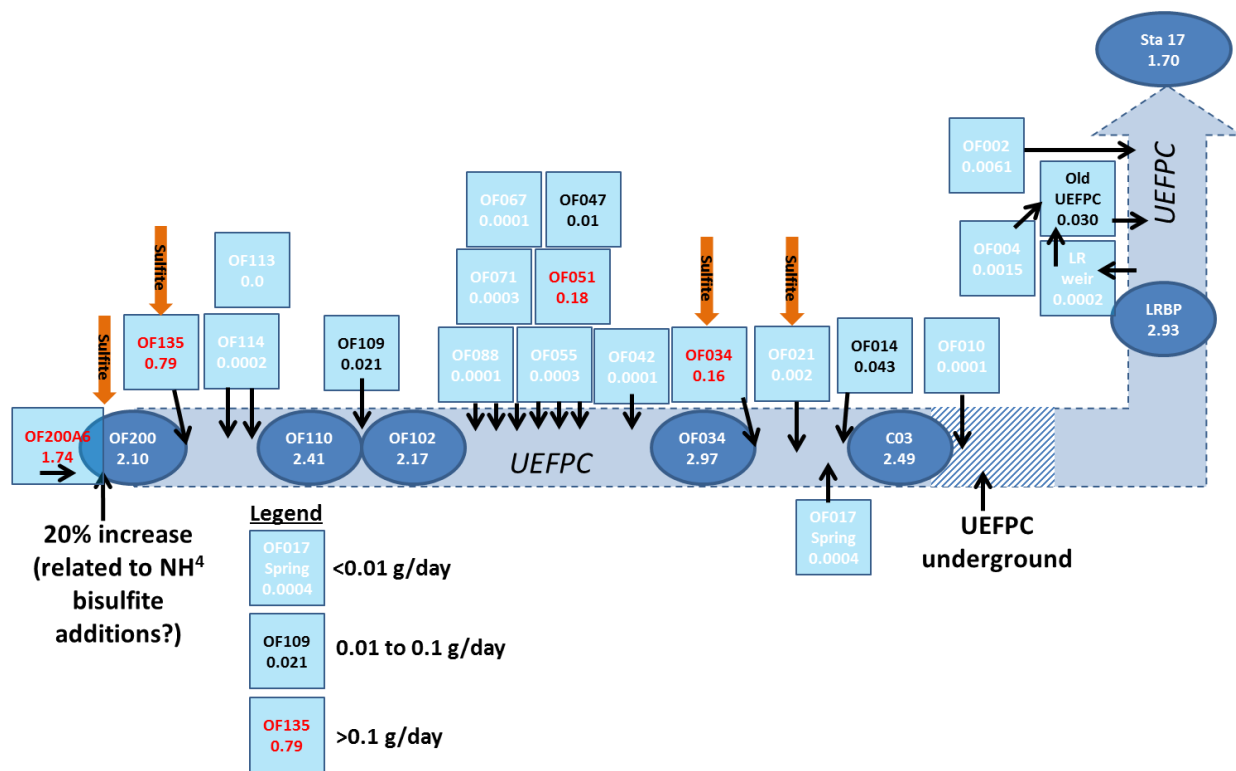 Sta 17
1.70
OF002
0.0061
Old
UEFPC
0.030
UEFPC
OF004
0.0015
LR
weir
0.0002
LRBP
2.93
OF067
0.0001
OF047
0.01
Sulfite
Sulfite
OF113
0.0
OF071
0.0003
OF051
0.18
Sulfite
Sulfite
OF135
0.79
OF114
0.0002
OF109
0.021
OF088
0.0001
OF055
0.0003
OF042
0.0001
OF034
0.16
OF021
0.002
OF014
0.043
OF010
0.0001
OF200A6
1.74
OF200
2.10
OF110
2.41
OF102
2.17
UEFPC
OF034
2.97
C03
2.49
20% increase
(related to NH⁴
bisulfite
additions?)
OF017
Spring
0.0004
UEFPC
underground
Legend
OF017
Spring
0.0004
<0.01 g/day
OF109
0.021
0.01 to 0.1 g/day
OF135
0.79
>0.1 g/day